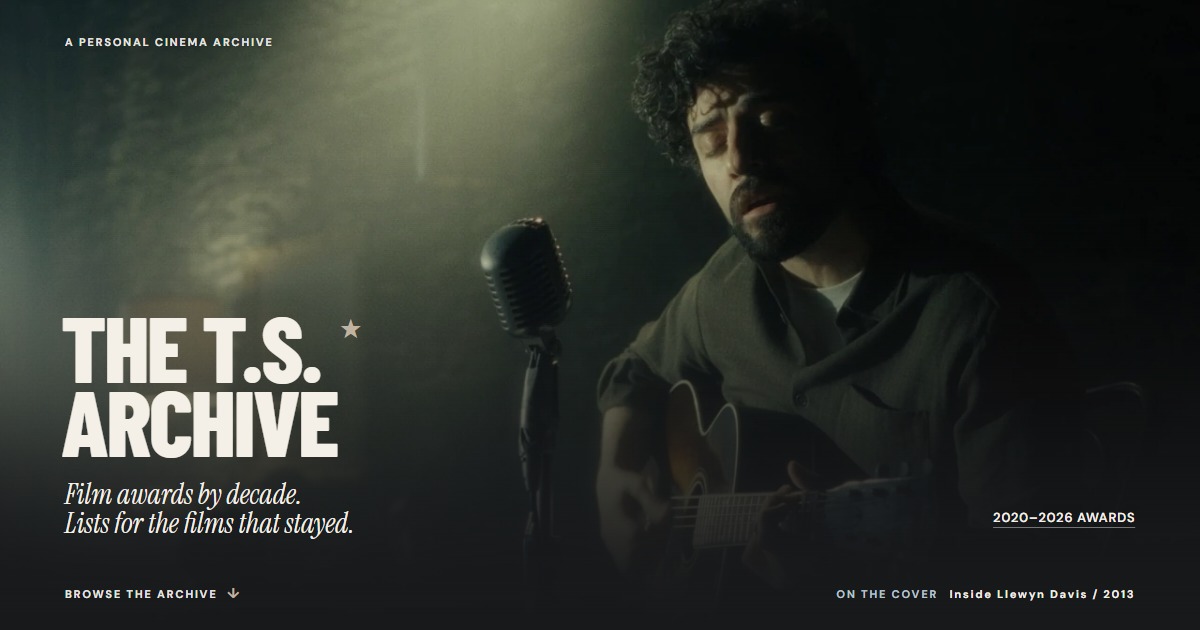 A PERSONAL CINEMA ARCHIVE
THE T.S.
ARCHIVE
Film awards by decade.
Lists for the films that stayed.
2020–2026 AWARDS
BROWSE THE ARCHIVE
ON THE COVER Inside Llewyn Davis / 2013